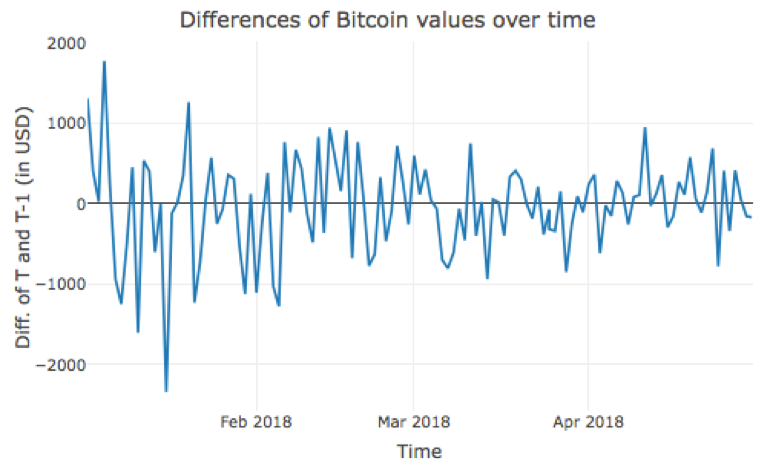 Differences of Bitcoin values over time
2000
1000
0
−1000
−2000
Diff. of T and T-1 (in USD)
Feb 2018
Mar 2018
Apr 2018
Time